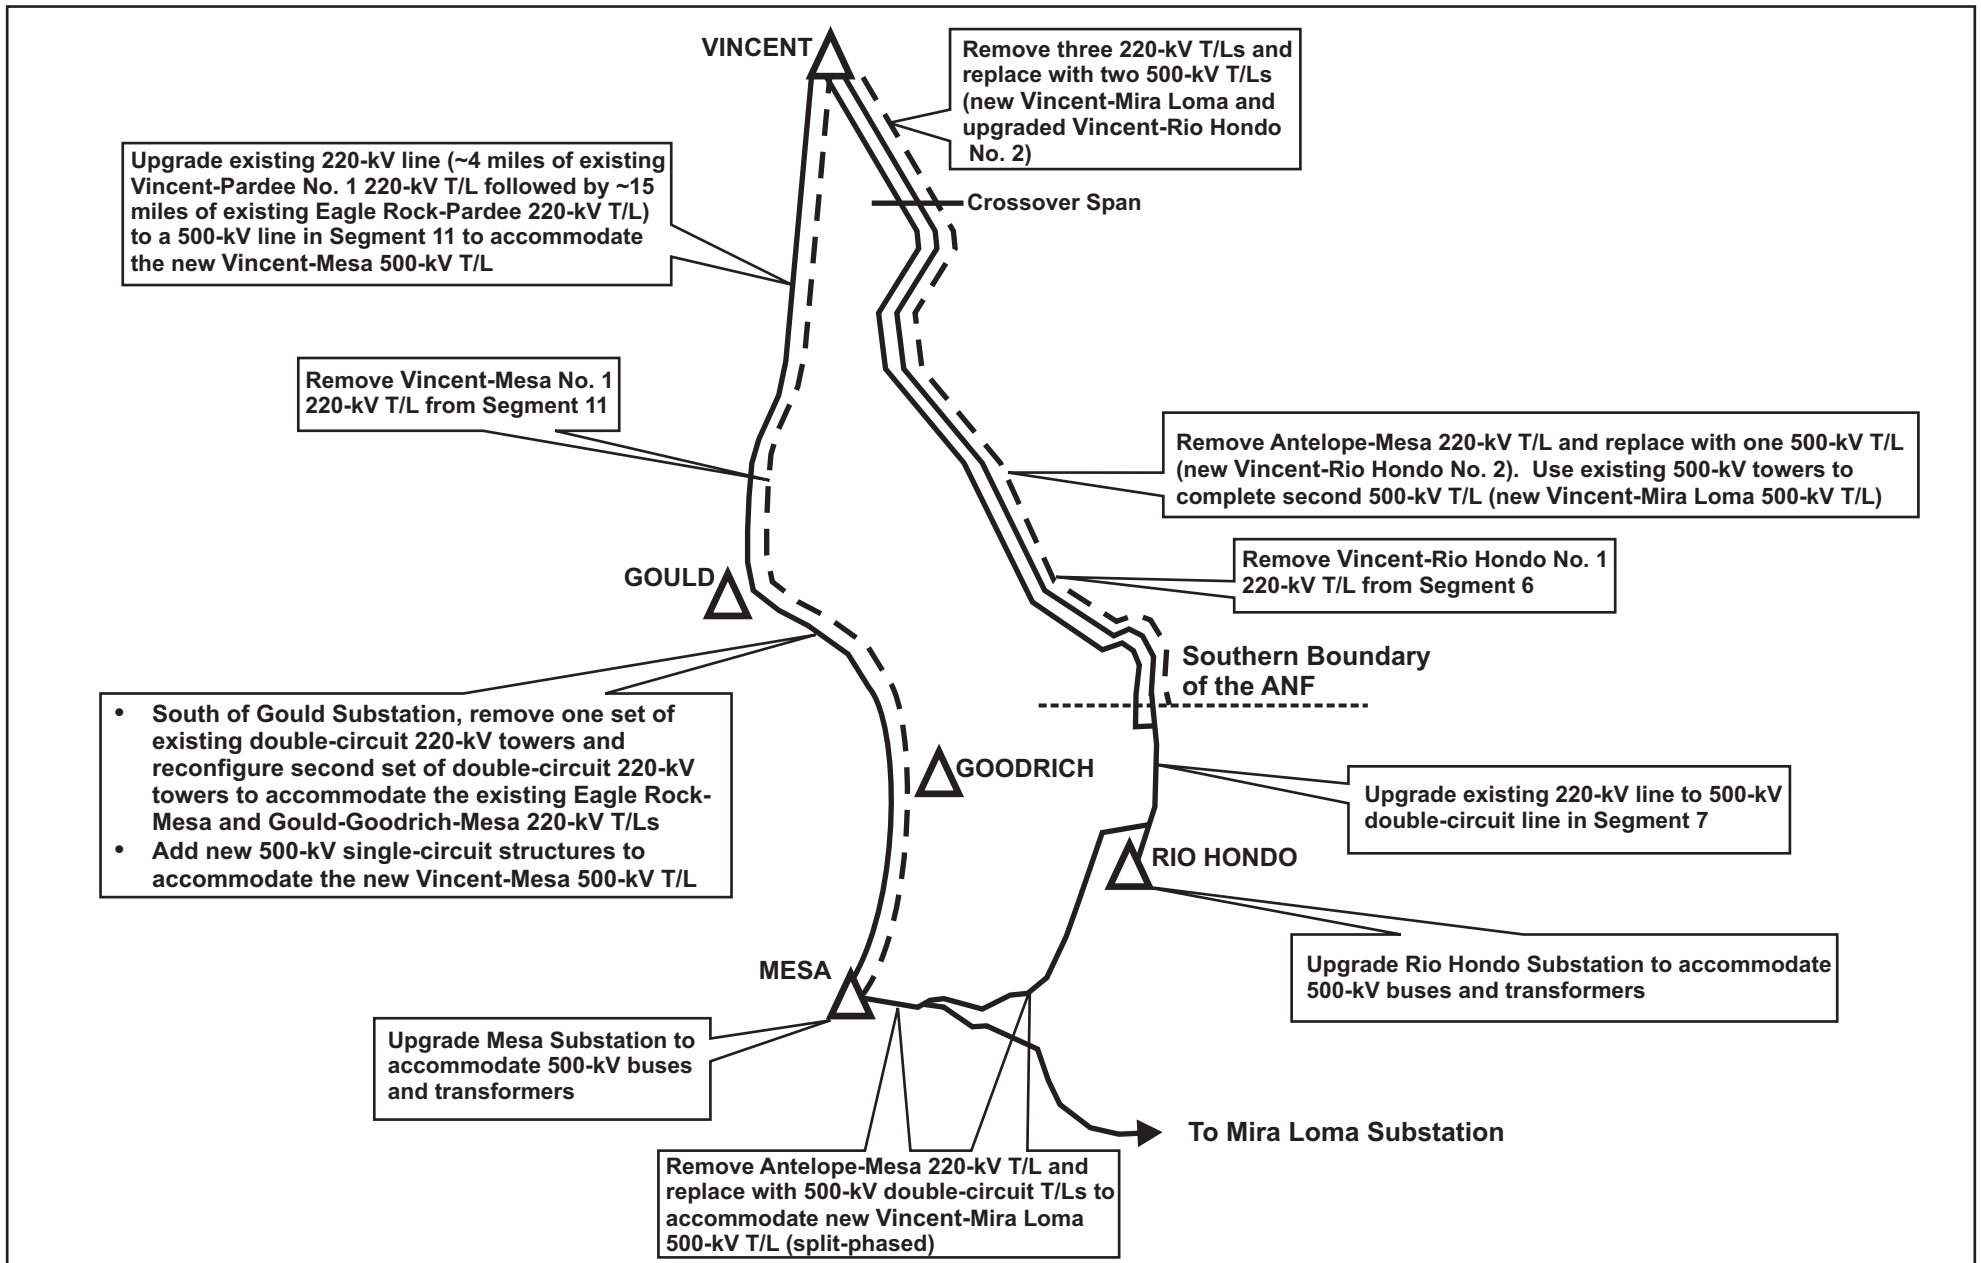 VINCENT
Remove three 220-kV T/Ls and
replace with two 500-kV T/Ls
(new Vincent-Mira Loma and
upgraded Vincent-Rio Hondo
No. 2)
Upgrade existing 220-kV line (~4 miles of existing
Vincent-Pardee No. 1 220-kV T/L followed by ~15
miles of existing Eagle Rock-Pardee 220-kV T/L)
to a 500-kV line in Segment 11 to accommodate
the new Vincent-Mesa 500-kV T/L
Crossover Span
Remove Vincent-Mesa No. 1
220-kV T/L from Segment 11
Remove Antelope-Mesa 220-kV T/L and replace with one 500-kV T/L
(new Vincent-Rio Hondo No. 2). Use existing 500-kV towers to
complete second 500-kV T/L (new Vincent-Mira Loma 500-kV T/L)
Remove Vincent-Rio Hondo No. 1
220-kV T/L from Segment 6
GOULD
Southern Boundary
of the ANF
• South of Gould Substation, remove one set of
existing double-circuit 220-kV towers and
reconfigure second set of double-circuit 220-kV
towers to accommodate the existing Eagle Rock-
Mesa and Gould-Goodrich-Mesa 220-kV T/Ls
• Add new 500-kV single-circuit structures to
accommodate the new Vincent-Mesa 500-kV T/L
GOODRICH
Upgrade existing 220-kV line to 500-kV
double-circuit line in Segment 7
RIO HONDO
Upgrade Rio Hondo Substation to accommodate
500-kV buses and transformers
MESA
Upgrade Mesa Substation to
accommodate 500-kV buses
and transformers
To Mira Loma Substation
Remove Antelope-Mesa 220-kV T/L and
replace with 500-kV double-circuit T/Ls to
accommodate new Vincent-Mira Loma
500-kV T/L (split-phased)